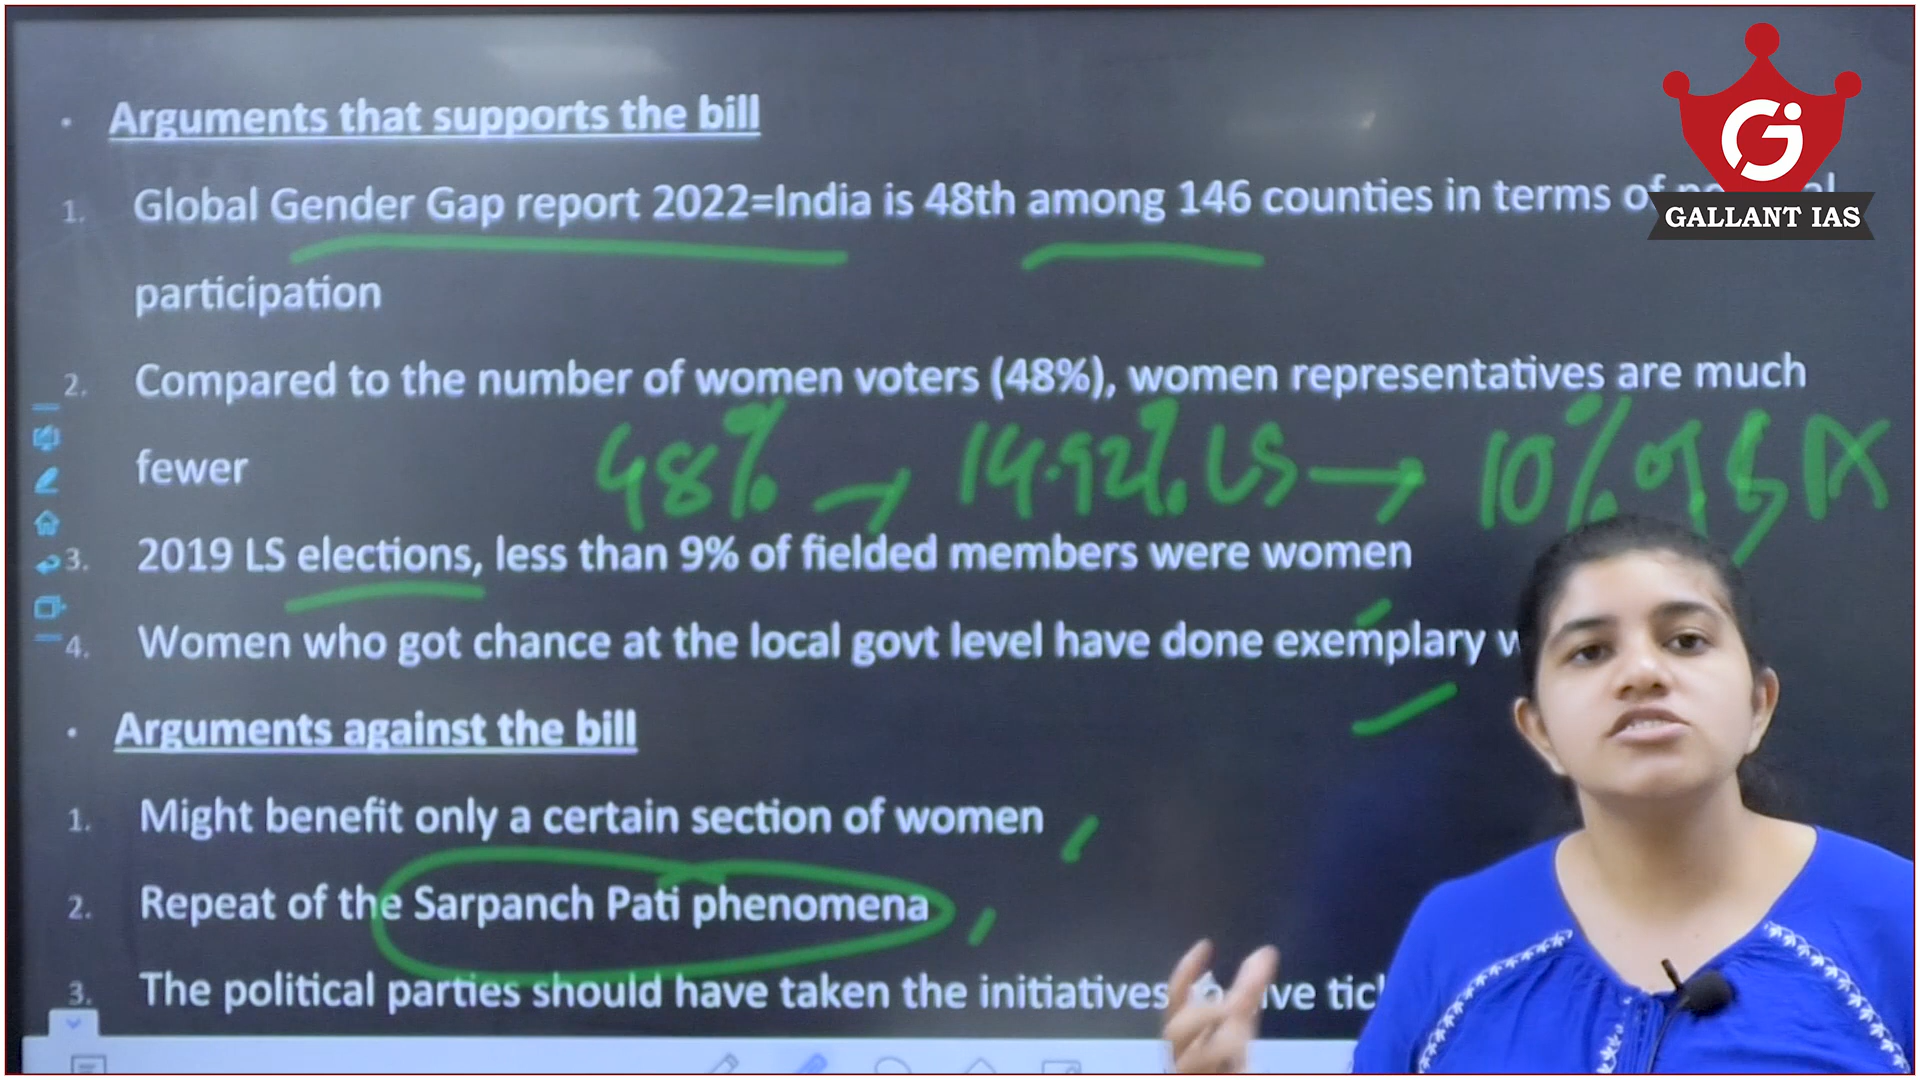 Arguments that supports the bill
1. Global Gender Gap report 2022=India is 48th among 146 counties in terms of
GALLANT IAS
participation
2. Compared to the number of women voters (48%), women representatives are much
fewer
48% → 14.92% LS → 10% of
3. 2019 LS elections, less than 9% of fielded members were women
4. Women who got chance at the local govt level have done exemplary
Arguments against the bill
1. Might benefit only a certain section of women
2. Repeat of the Sarpanch Pati phenomena
3. The political parties should have taken the initiatives